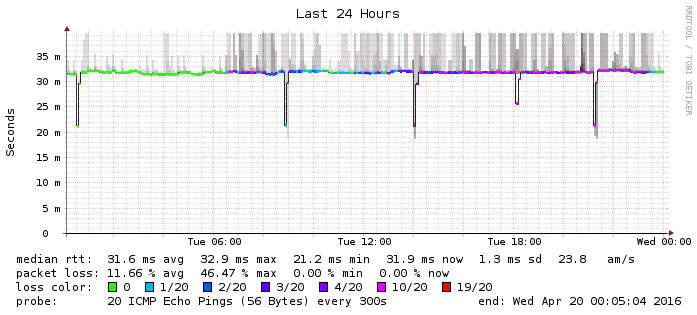 Last 24 Hours
RRDTOOL / TOBI OETIKER
Seconds
35 m
30 m
25 m
20 m
15 m
10 m
5 m
0
Tue 06:00 Tue 12:00 Tue 18:00 Wed 00:00
median rtt: 31.6 ms avg 32.9 ms max 21.2 ms min 31.9 ms now 1.3 ms sd 23.8 am/s
packet loss: 11.66 % avg 46.47 % max 0.00 % min 0.00 % now
loss color: 0 1/20 2/20 3/20 4/20 10/20 19/20
probe: 20 ICMP Echo Pings (56 Bytes) every 300s end: Wed Apr 20 00:05:04 2016